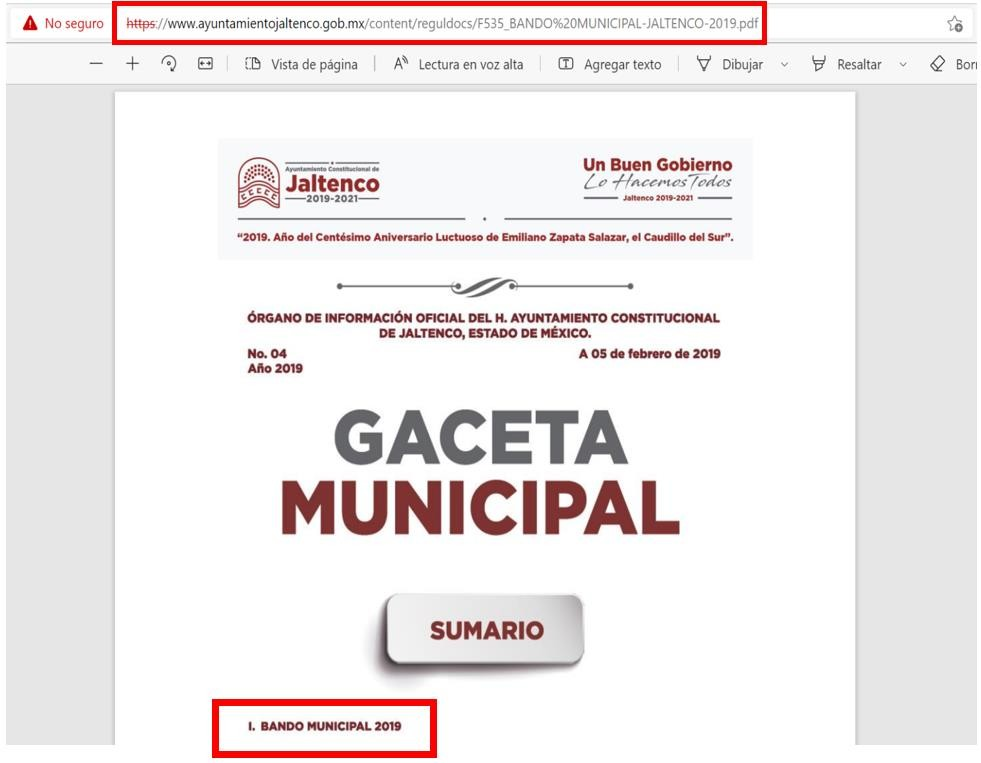 No seguro https://www.ayuntamientojaltenco.gob.mx/content/reguldocs/F535_BANDO%20MUNICIPAL-JALTENCO-2019.pdf
Vista de página Lectura en voz alta Agregar texto Dibujar Resaltar Borr
Ayuntamiento Constitucional de
Jaltenco
2019-2021
Un Buen Gobierno
Lo Hacemos Todos
Jaltenco 2019-2021
“2019. Año del Centésimo Aniversario Luctuoso de Emiliano Zapata Salazar, el Caudillo del Sur”.
ÓRGANO DE INFORMACIÓN OFICIAL DEL H. AYUNTAMIENTO CONSTITUCIONAL
DE JALTENCO, ESTADO DE MÉXICO.
No. 04 A 05 de febrero de 2019
Año 2019
GACETA
MUNICIPAL
SUMARIO
I. BANDO MUNICIPAL 2019